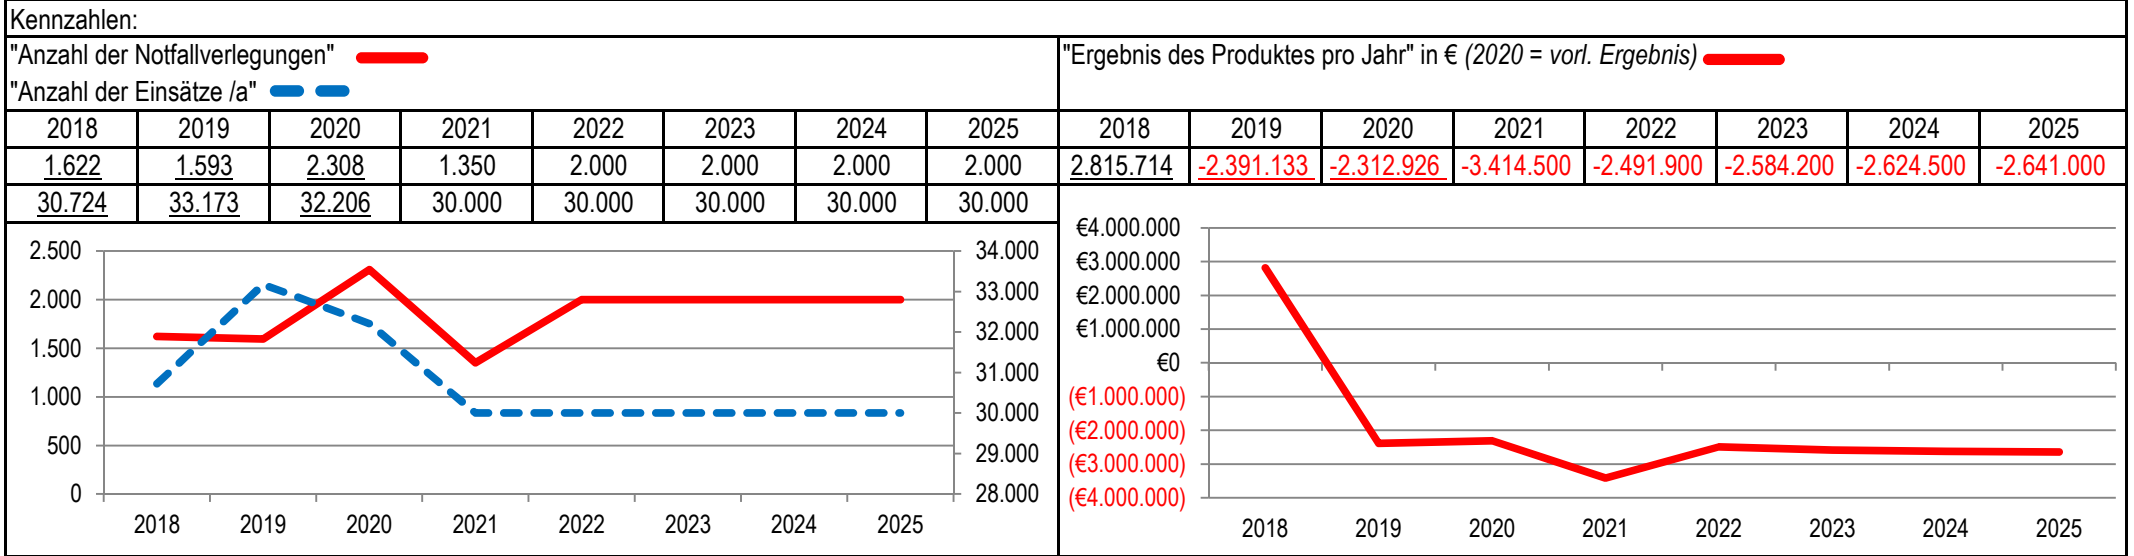 Kennzahlen:
"Anzahl der Notfallverlegungen"
"Anzahl der Einsätze /a"
2018 2019 2020 2021 2022 2023 2024 2025
1.622 1.593 2.308 1.350 2.000 2.000 2.000 2.000
30.724 33.173 32.206 30.000 30.000 30.000 30.000 30.000
2.500
2.000
1.500
1.000
500
0
34.000
33.000
32.000
31.000
30.000
29.000
28.000
2018 2019 2020 2021 2022 2023 2024 2025
"Ergebnis des Produktes pro Jahr" in € (2020 = vorl. Ergebnis)
2018 2019 2020 2021 2022 2023 2024 2025
2.815.714 -2.391.133 -2.312.926 -3.414.500 -2.491.900 -2.584.200 -2.624.500 -2.641.000
€4.000.000
€3.000.000
€2.000.000
€1.000.000
€0
(€1.000.000)
(€2.000.000)
(€3.000.000)
(€4.000.000)
2018 2019 2020 2021 2022 2023 2024 2025